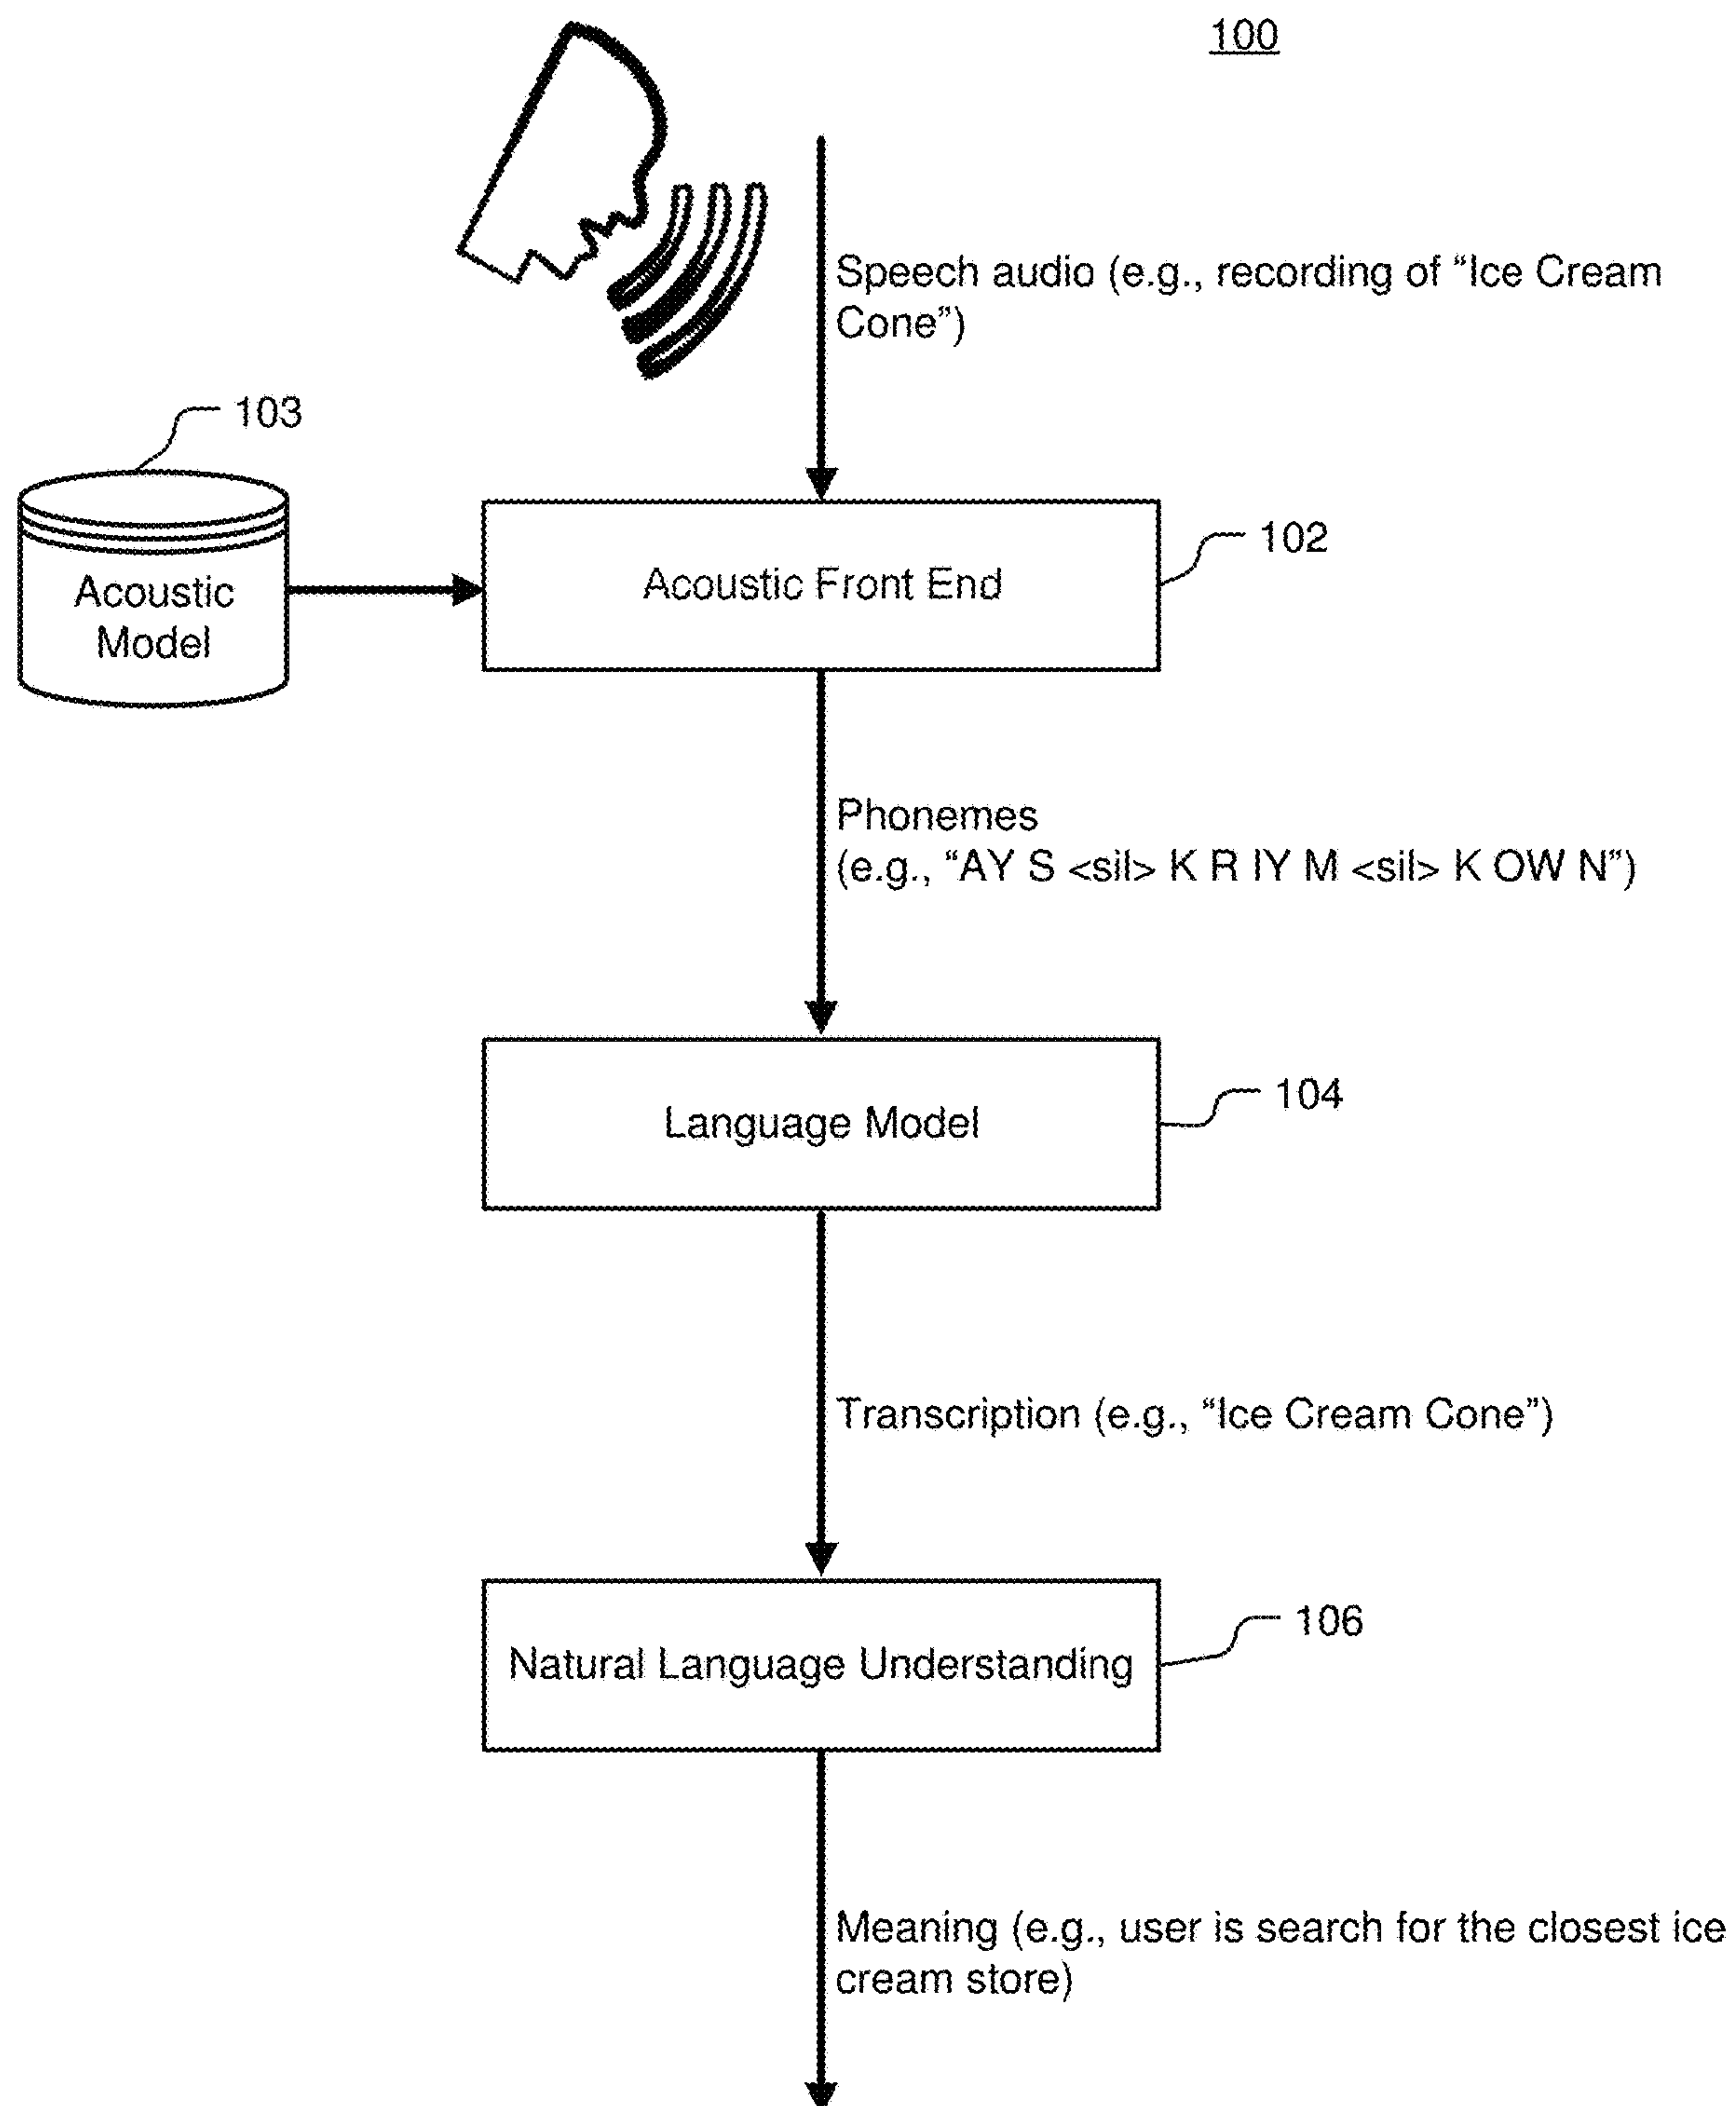 100
Speech audio (e.g., recording of “Ice Cream
Cone”)
103
Acoustic
Model
Acoustic Front End
102
Phonemes
(e.g., “AY S <sil> K R IY M <sil> K OW N”)
Language Model
104
Transcription (e.g., “Ice Cream Cone”)
Natural Language Understanding
106
Meaning (e.g., user is search for the closest ice
cream store)